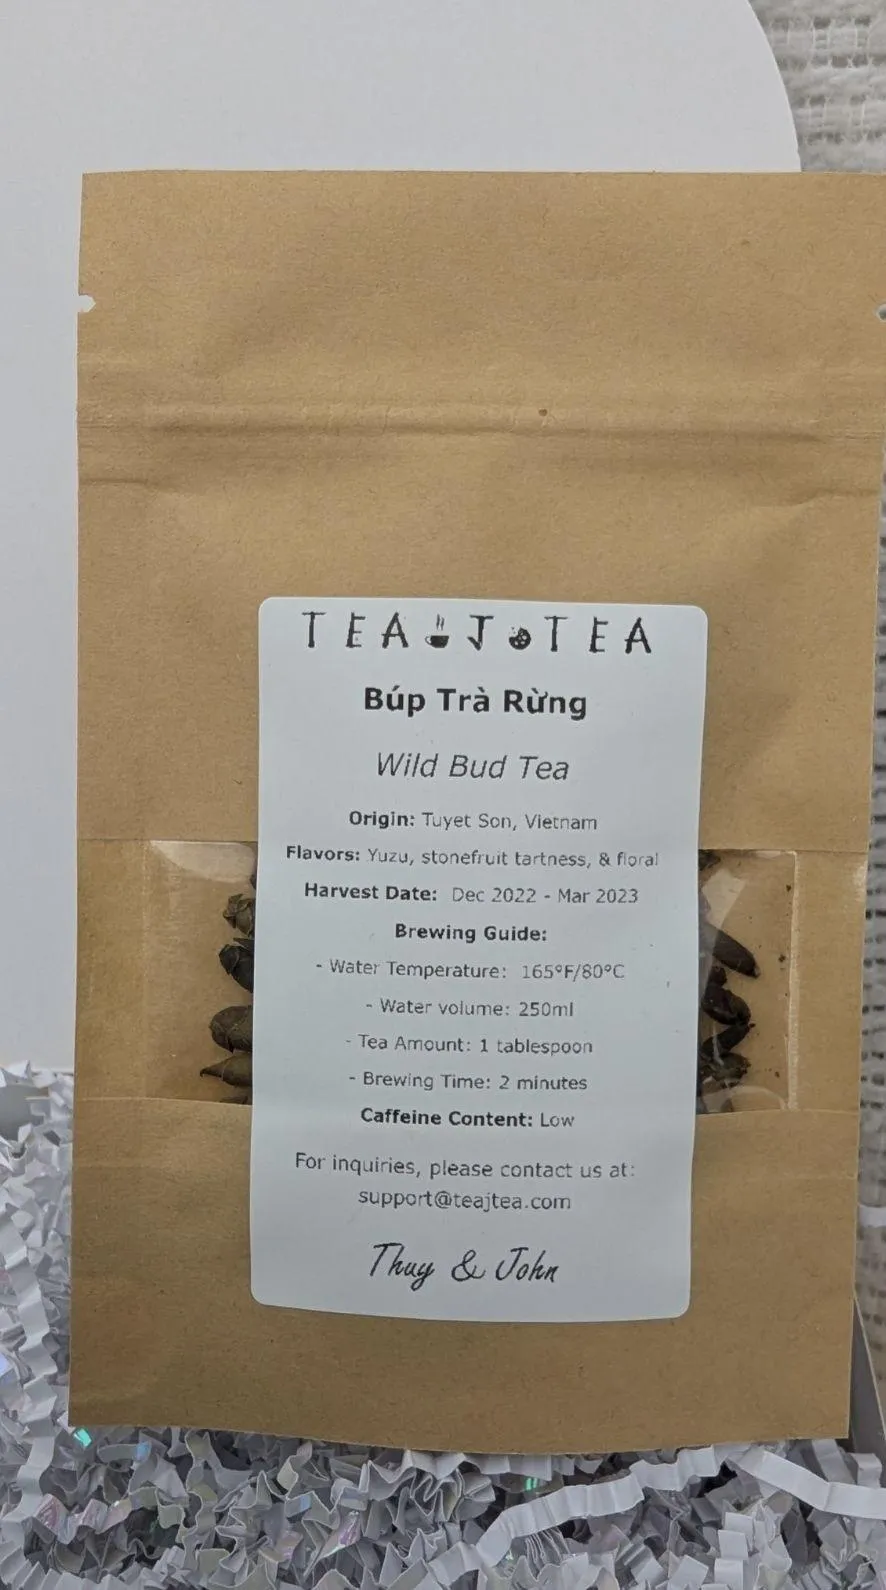 TEA J TEA
Búp Trà Rừng
Wild Bud Tea
Origin: Tuyet Son, Vietnam
Flavors: Yuzu, stonefruit tartness, & floral
Harvest Date: Dec 2022 - Mar 2023
Brewing Guide:
- Water Temperature: 165°F/80°C
- Water volume: 250ml
- Tea Amount: 1 tablespoon
- Brewing Time: 2 minutes
Caffeine Content: Low
For inquiries, please contact us at:
support@teajtea.com
Thuy & John